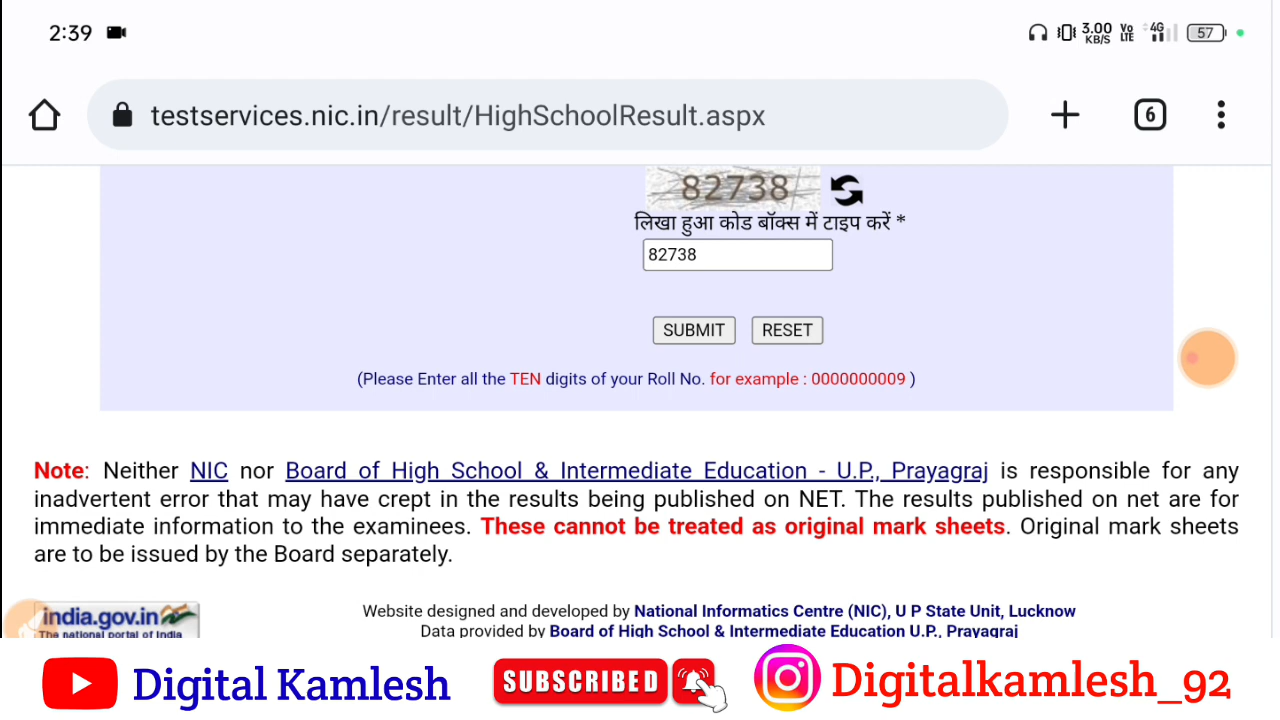 2:39
3.00 KB/S Vo LTE 4G 57
testservices.nic.in/result/HighSchoolResult.aspx + 6
82738
लिखा हुआ कोड बॉक्स में टाइप करें *
82738
SUBMIT RESET
(Please Enter all the TEN digits of your Roll No. for example : 0000000009 )
Note: Neither NIC nor Board of High School & Intermediate Education - U.P., Prayagraj is responsible for any
inadvertent error that may have crept in the results being published on NET. The results published on net are for
immediate information to the examinees. These cannot be treated as original mark sheets. Original mark sheets
are to be issued by the Board separately.
india.gov.in
The national portal of India
Website designed and developed by National Informatics Centre (NIC), U P State Unit, Lucknow
Data provided by Board of High School & Intermediate Education U.P., Prayagraj
Digital Kamlesh SUBSCRIBED Digitalkamlesh_92